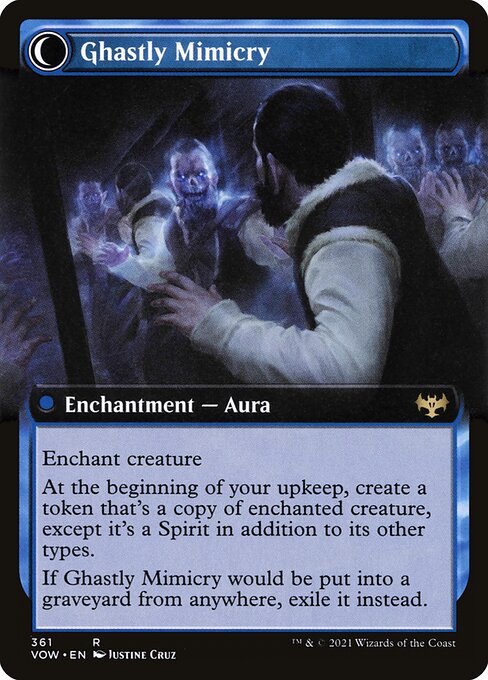 Ghastly Mimicry
Enchantment — Aura
Enchant creature
At the beginning of your upkeep, create a
token that's a copy of enchanted creature,
except it's a Spirit in addition to its other
types.
If Ghastly Mimicry would be put into a
graveyard from anywhere, exile it instead.
361 R
VOW • EN Justine Cruz
™ & © 2021 Wizards of the Coast